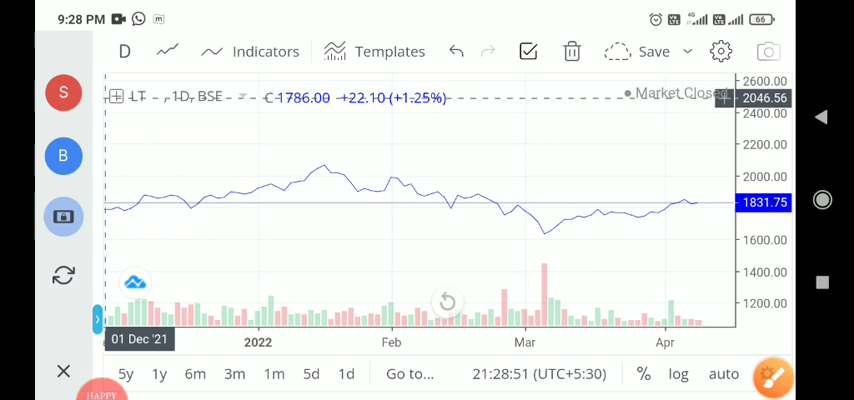 9:28 PM 4G 66
D Indicators Templates Save
LT , 1D, BSE C 1786.00 +22.10 (+1.25%) Market Closed
S
B
2600.00
2046.56
2400.00
2200.00
2000.00
1831.75
1600.00
1400.00
1200.00
01 Dec '21 2022 Feb Mar Apr
5y 1y 6m 3m 1m 5d 1d Go to... 21:28:51 (UTC+5:30) % log auto
HAPPY